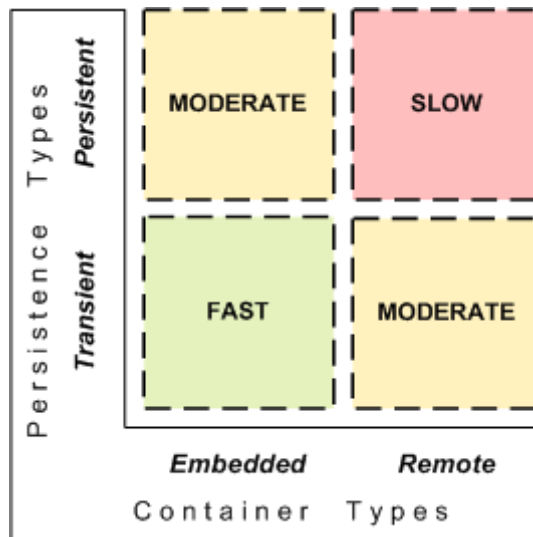 Persistence Types
Persistent
Transient
MODERATE
SLOW
FAST
MODERATE
Embedded
Remote
Container Types